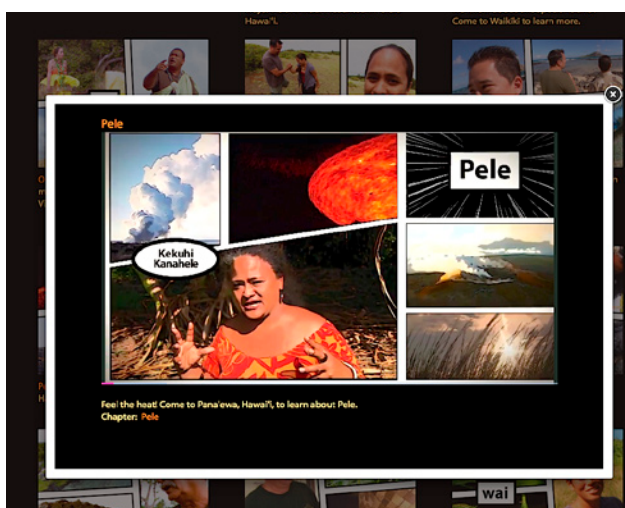 Hawai'i.
Come to Waikiki to learn more.
Pele
Pele
Kekuhi
Kanahele
Feel the heat! Come to Pana'ewa, Hawai'i, to learn about Pele.
Chapter: Pele
wai